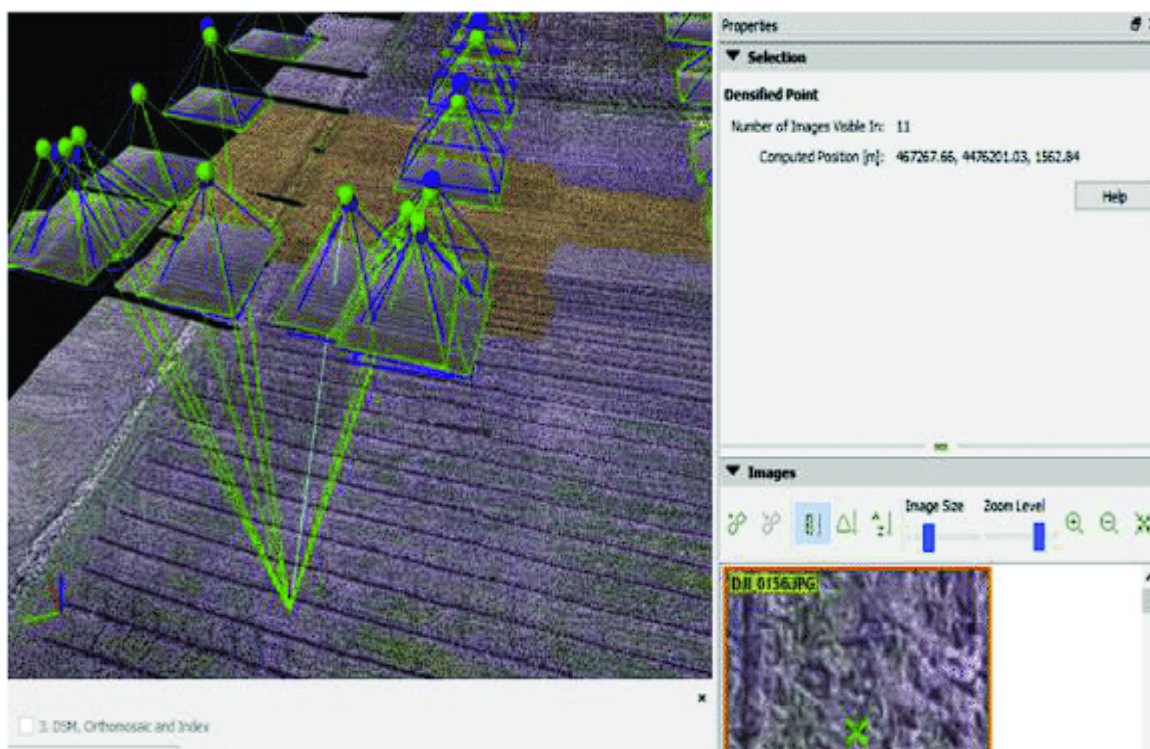 Properties
Selection
Densified Point
Number of Images Visible In: 11
Computed Position [m]: 467267.66, 4476201.03, 1562.84
Help
Images
Image Size Zoom Level
DJI_0156.JPG
3. DSM, Orthomosaic and Index